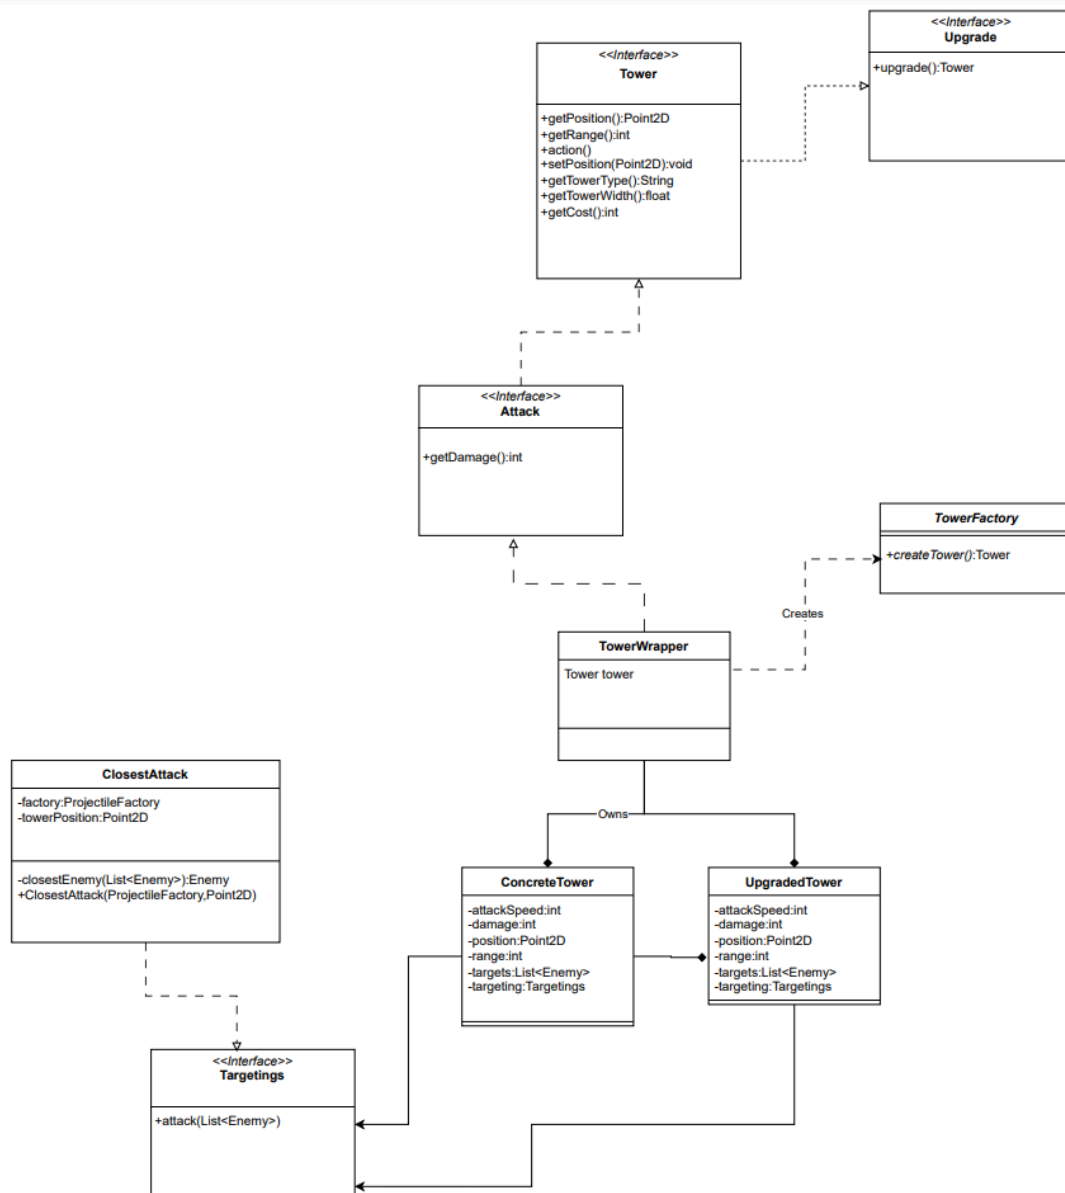 <<Interface>>
Upgrade
+upgrade():Tower
<<Interface>>
Tower
+getPosition():Point2D
+getRange():int
+action()
+setPosition(Point2D):void
+getTowerType():String
+getTowerWidth():float
+getCost():int
<<Interface>>
Attack
+getDamage():int
TowerFactory
+createTower():Tower
Creates
TowerWrapper
Tower tower
ClosestAttack
-factory:ProjectileFactory
-towerPosition:Point2D
-closestEnemy(List<Enemy>):Enemy
+ClosestAttack(ProjectileFactory,Point2D)
Owns
ConcreteTower
-attackSpeed:int
-damage:int
-position:Point2D
-range:int
-targets:List<Enemy>
-targeting:Targetings
UpgradedTower
-attackSpeed:int
-damage:int
-position:Point2D
-range:int
-targets:List<Enemy>
-targeting:Targetings
<<Interface>>
Targetings
+attack(List<Enemy>)